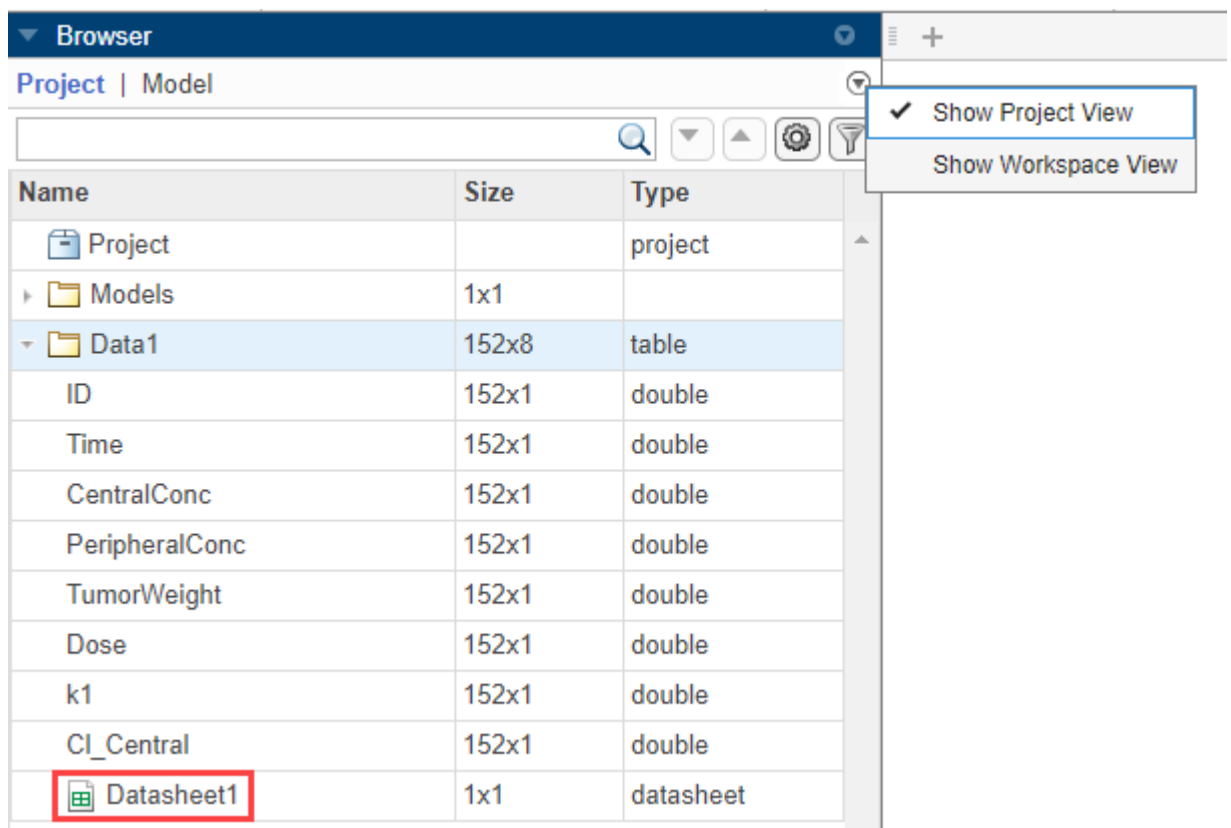 Browser
Project | Model
Show Project View
Show Workspace View
Name Size Type
Project project
Models 1x1
Data1 152x8 table
ID 152x1 double
Time 152x1 double
CentralConc 152x1 double
PeripheralConc 152x1 double
TumorWeight 152x1 double
Dose 152x1 double
k1 152x1 double
Cl_Central 152x1 double
Datasheet1 1x1 datasheet